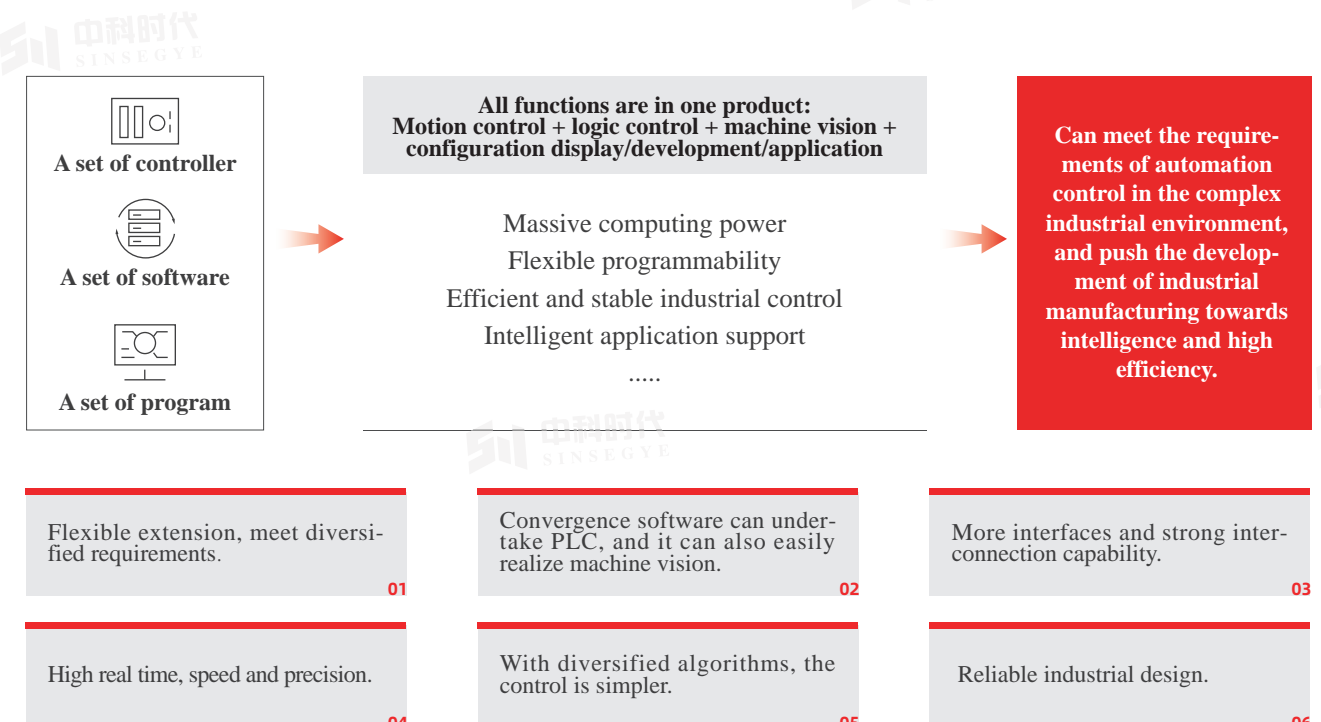 中科时代
SINSEGYE
A set of controller
A set of software
A set of program
All functions are in one product:
Motion control + logic control + machine vision +
configuration display/development/application
Massive computing power
Flexible programmability
Efficient and stable industrial control
Intelligent application support
.....
Can meet the require-
ments of automation
control in the complex
industrial environment,
and push the develop-
ment of industrial
manufacturing towards
intelligence and high
efficiency.
中科时代
SINSEGYE
Flexible extension, meet diversi-
fied requirements.
01
Convergence software can under-
take PLC, and it can also easily
realize machine vision.
02
More interfaces and strong inter-
connection capability.
03
High real time, speed and precision.
04
With diversified algorithms, the
control is simpler.
05
Reliable industrial design.
06